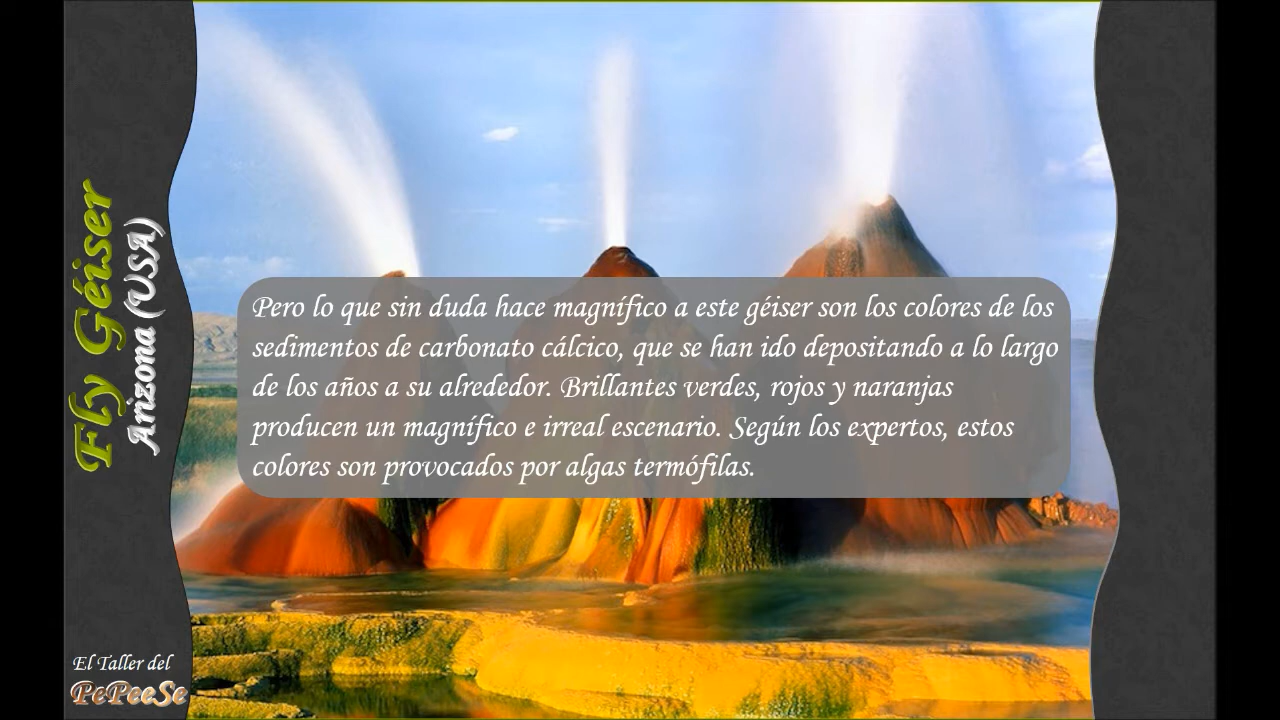 Fly Géiser
Arizona (USA)
Pero lo que sin duda hace magnífico a este géiser son los colores de los
sedimentos de carbonato cálcico, que se han ido depositando a lo largo
de los años a su alrededor. Brillantes verdes, rojos y naranjas
producen un magnífico e irreal escenario. Según los expertos, estos
colores son provocados por algas termófilas.
El Taller del
PePeeSe